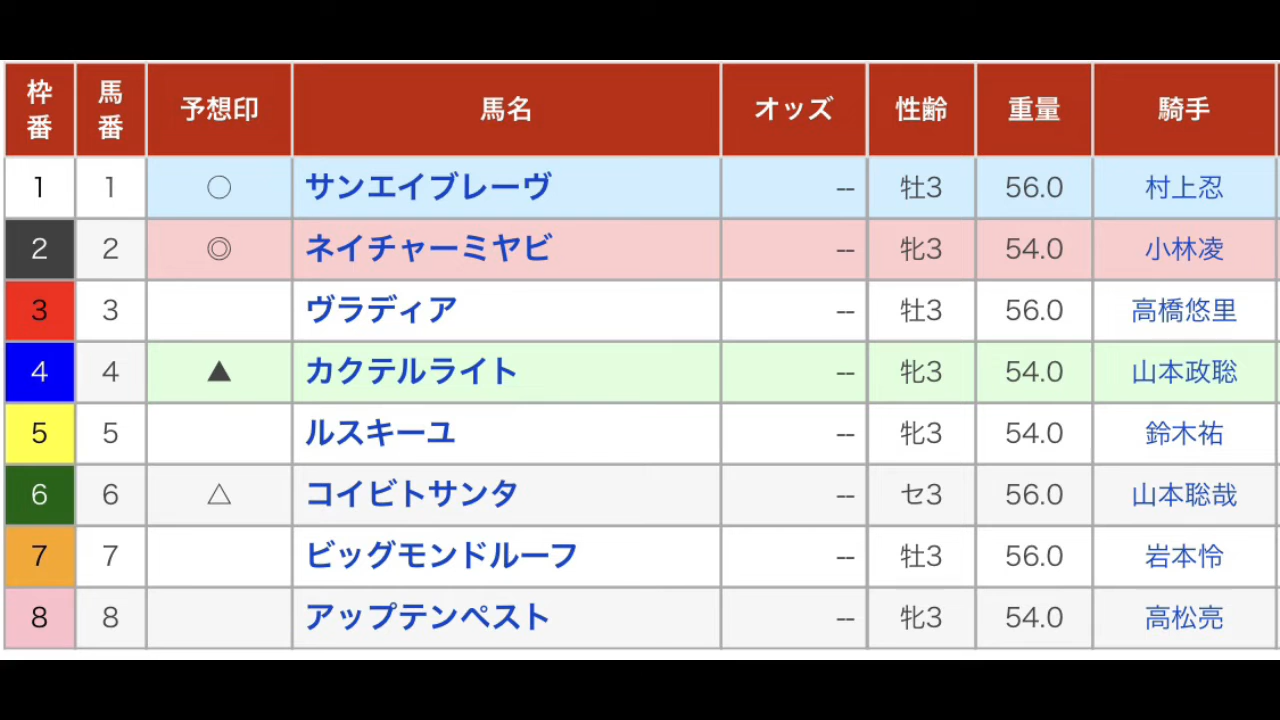 枠番 馬番 予想印 馬名 オッズ 性齢 重量 騎手
1 1 ○ サンエイブレーヴ -- 牡3 56.0 村上忍
2 2 ◎ ネイチャーミヤビ -- 牝3 54.0 小林凌
3 3 ヴラディア -- 牡3 56.0 高橋悠里
4 4 ▲ カクテルライト -- 牝3 54.0 山本政聡
5 5 ルスキーユ -- 牝3 54.0 鈴木祐
6 6 △ コイビトサンタ -- セ3 56.0 山本聡哉
7 7 ビッグモンドルーフ -- 牡3 56.0 岩本怜
8 8 アップテンペスト -- 牝3 54.0 高松亮